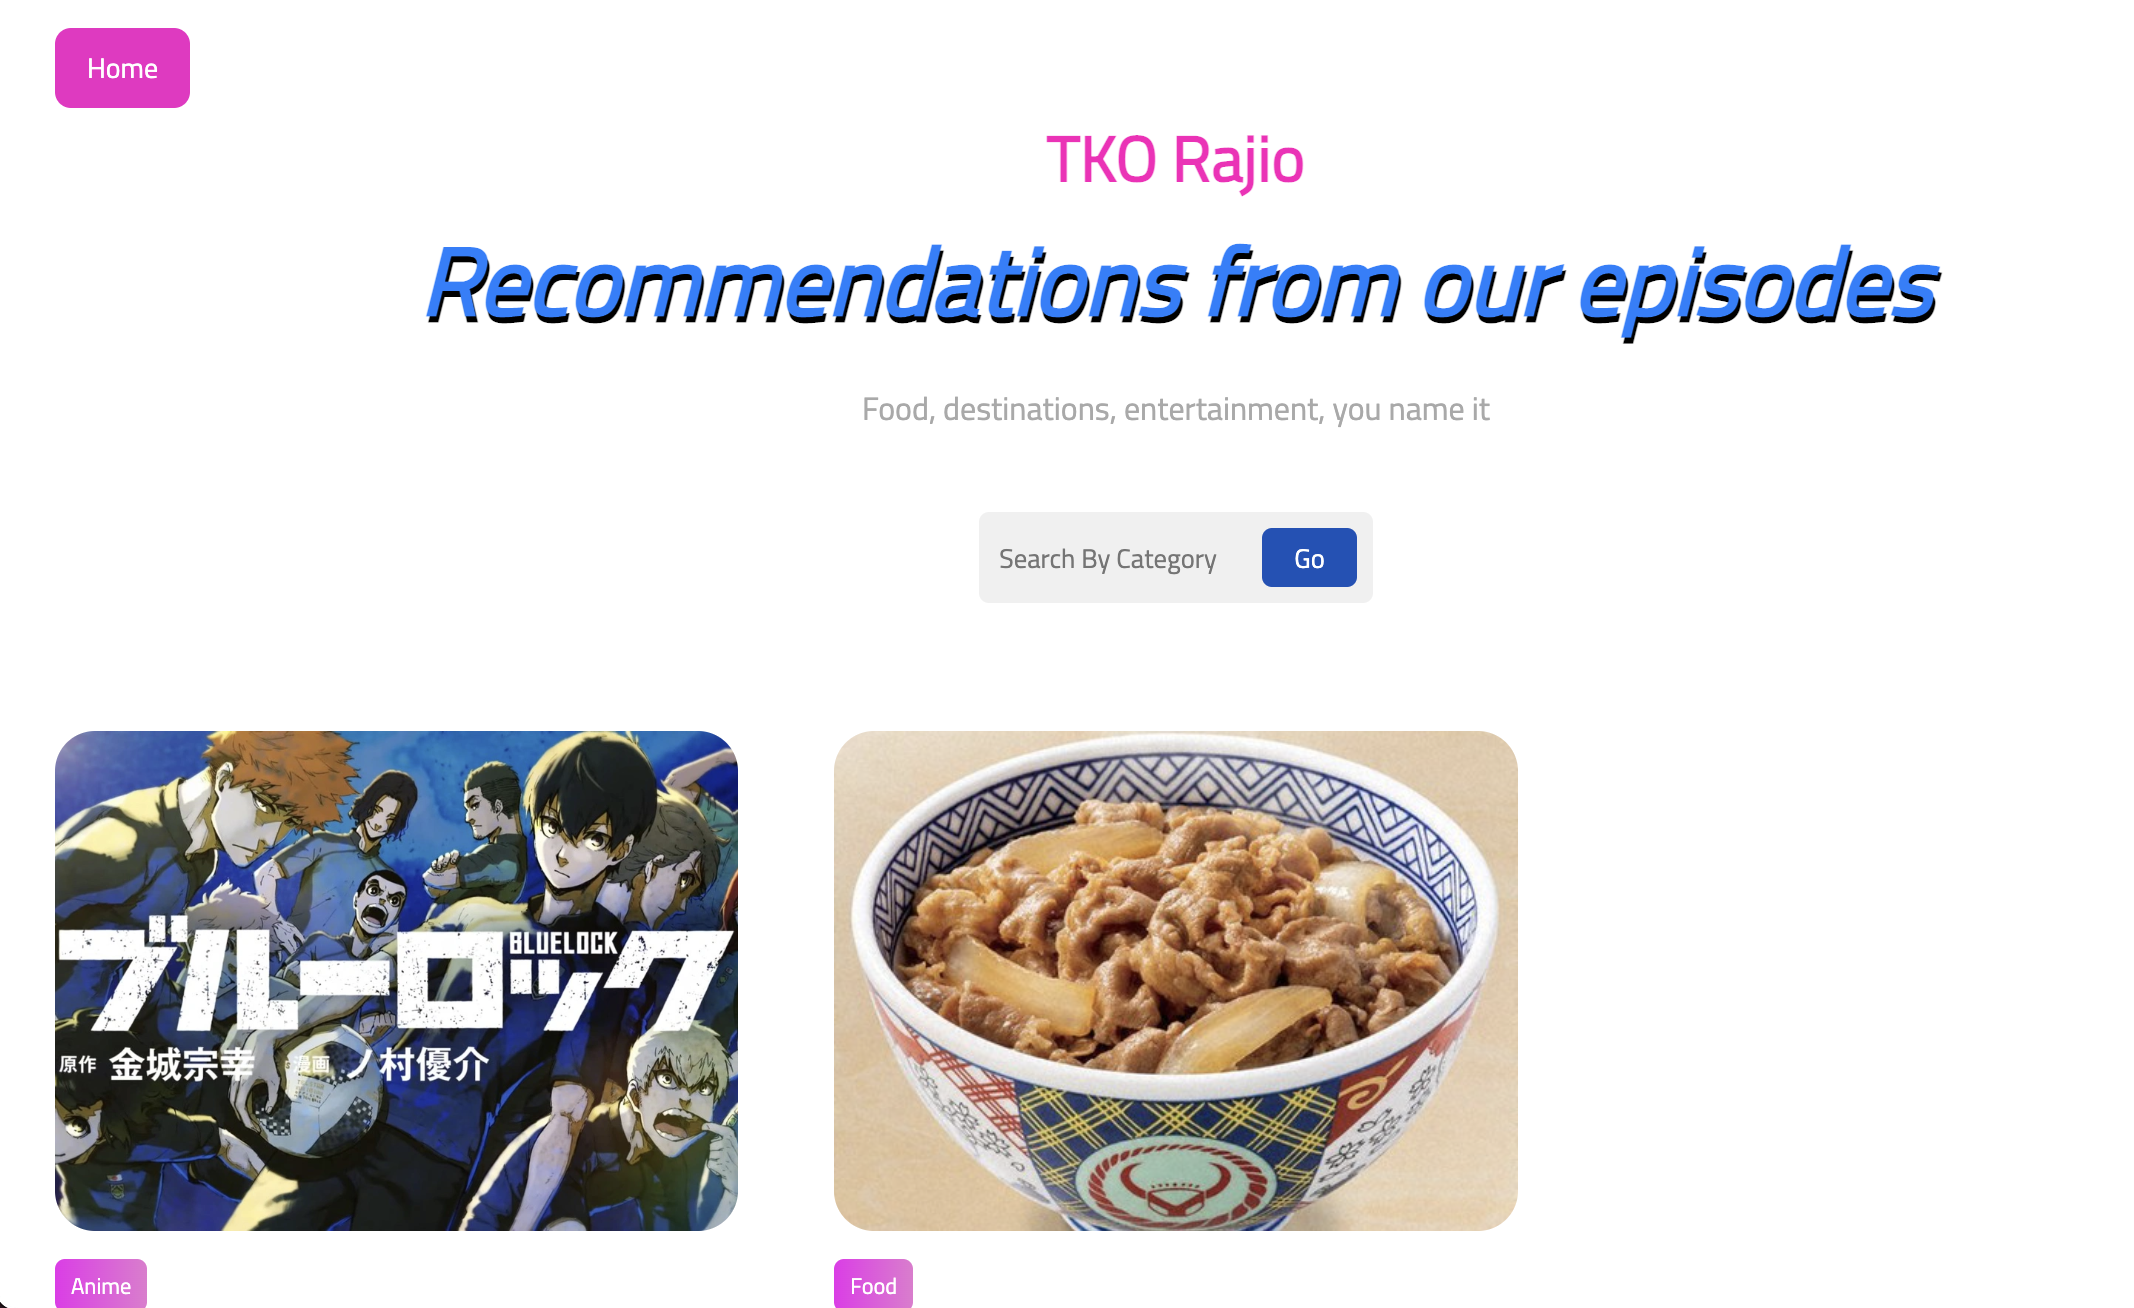 Home
TKO Rajio
Recommendations from our episodes
Food, destinations, entertainment, you name it
Search By Category
Go
BLUELOCK
ブルーロック
原作 金城宗幸 漫画 ノ村優介
Anime
Food